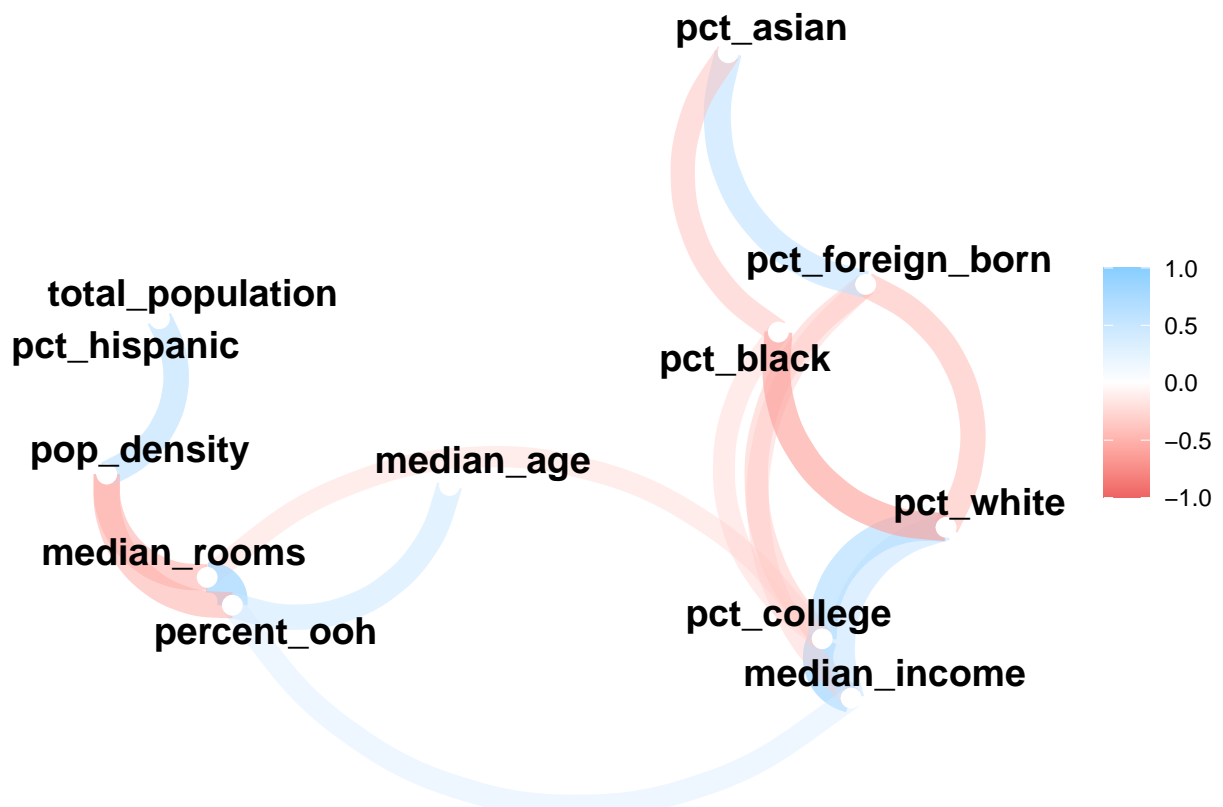 pct_asian
pct_foreign_born
total_population
pct_hispanic
pct_black
pop_density
median_age
pct_white
median_rooms
percent_ooh
pct_college
median_income
1.0
0.5
0.0
−0.5
−1.0